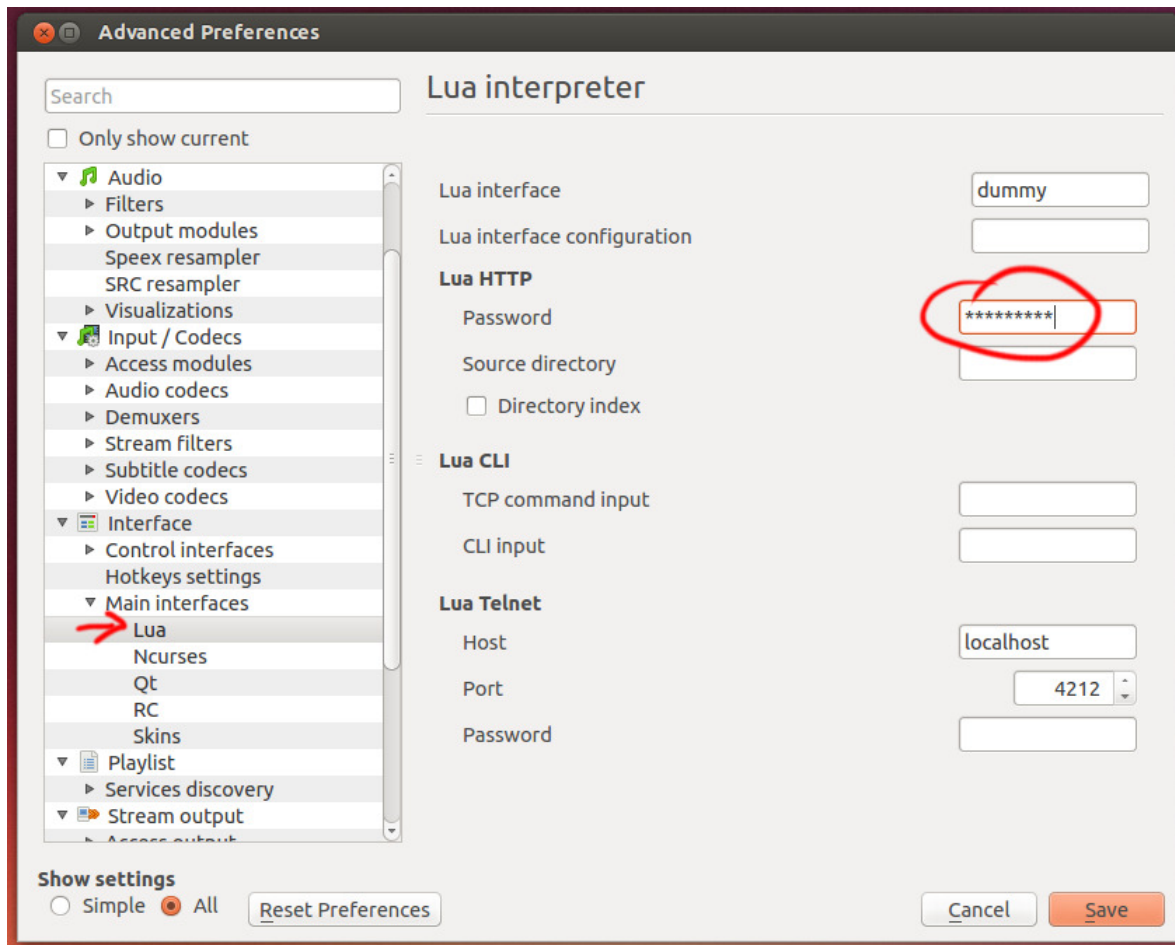 Advanced Preferences
Search
Only show current
Audio
Filters
Output modules
Speex resampler
SRC resampler
Visualizations
Input / Codecs
Access modules
Audio codecs
Demuxers
Stream filters
Subtitle codecs
Video codecs
Interface
Control interfaces
Hotkeys settings
Main interfaces
Lua
Ncurses
Qt
RC
Skins
Playlist
Services discovery
Stream output
Access output
Lua interpreter
Lua interface dummy
Lua interface configuration
Lua HTTP
Password *********
Source directory
Directory index
Lua CLI
TCP command input
CLI input
Lua Telnet
Host localhost
Port 4212
Password
Show settings
Simple All Reset Preferences Cancel Save